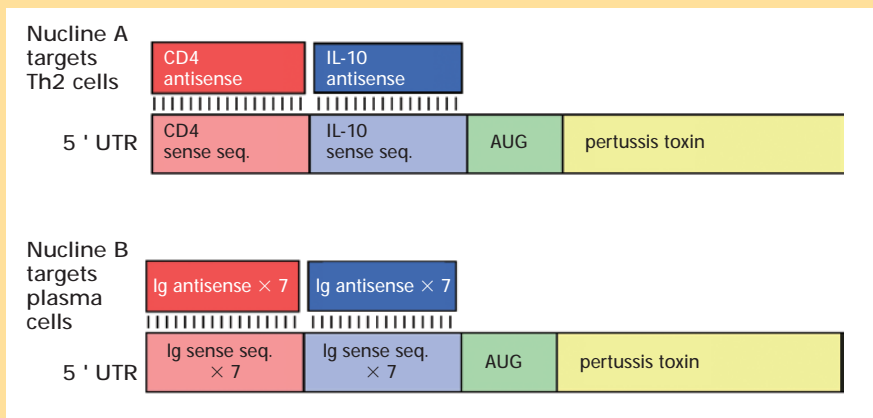 Nucline A
targets
Th2 cells
CD4
antisense
IL-10
antisense
5 ' UTR
CD4
sense seq.
IL-10
sense seq.
AUG
pertussis toxin
Nucline B
targets
plasma
cells
Ig antisense × 7
Ig antisense × 7
5 ' UTR
Ig sense seq.
× 7
Ig sense seq.
× 7
AUG
pertussis toxin